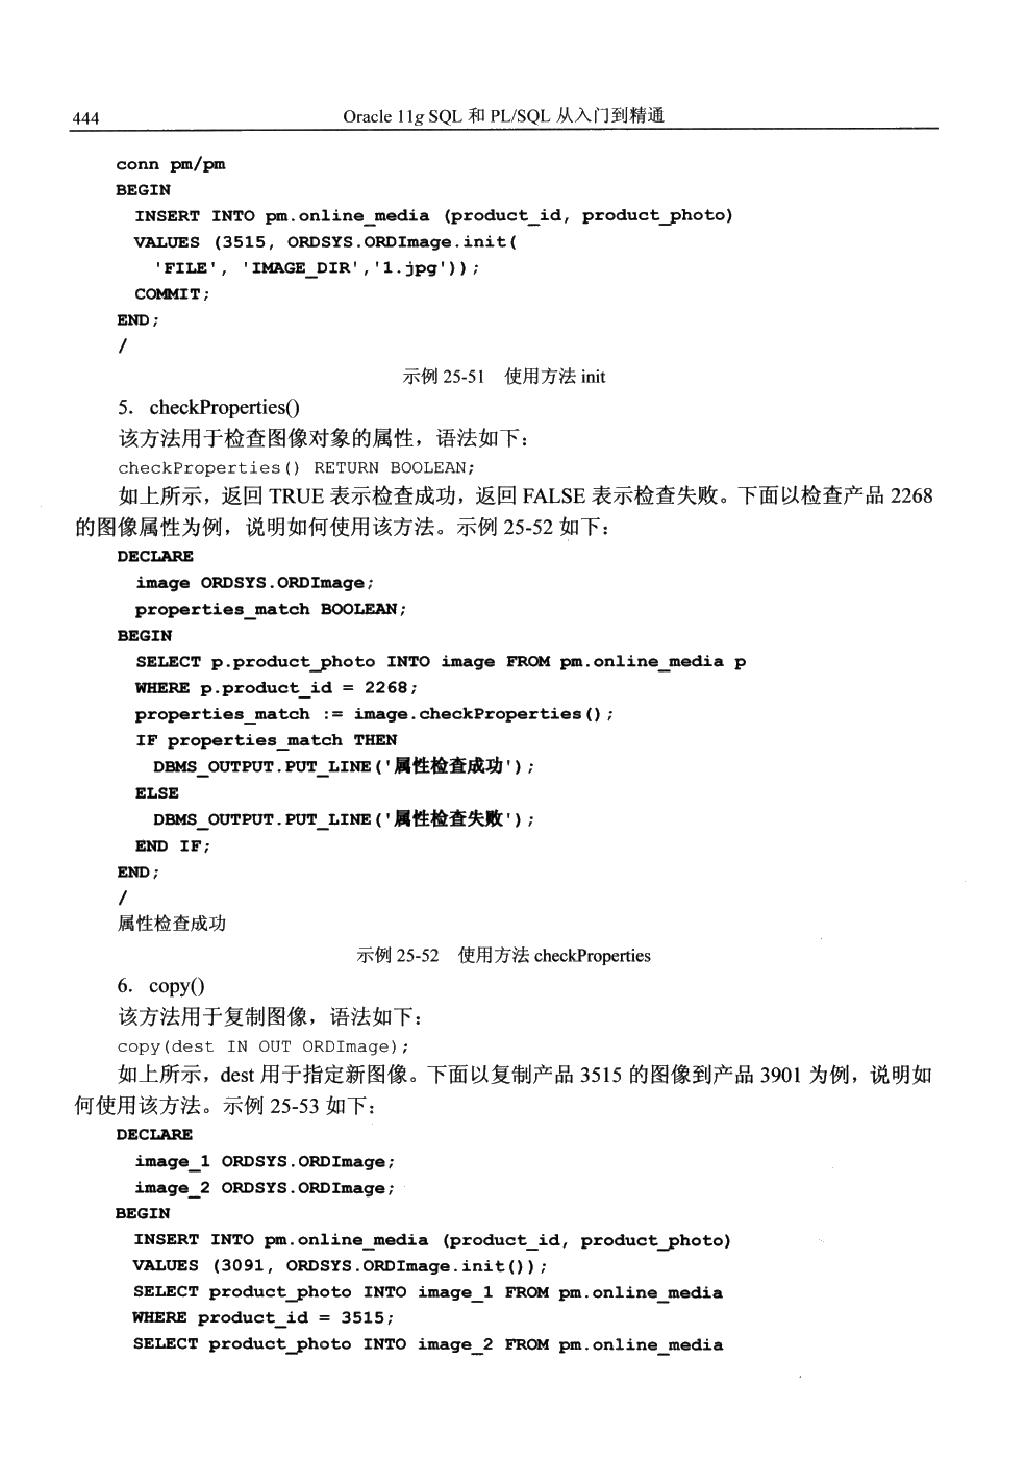 444
Oracle 11g SQL 和 PL/SQL 从入门到精通
conn pm/pm
BEGIN
INSERT INTO pm.online_media (product_id, product_photo)
VALUES (3515, ORDSYS.ORDImage.init(
'FILE', 'IMAGE_DIR','1.jpg'));
COMMIT;
END;
/
示例 25-51 使用方法 init
5. checkProperties()
该方法用于检查图像对象的属性，语法如下：
checkProperties() RETURN BOOLEAN;
如上所示，返回 TRUE 表示检查成功，返回 FALSE 表示检查失败。下面以检查产品 2268
的图像属性为例，说明如何使用该方法。示例 25-52 如下：
DECLARE
image ORDSYS.ORDImage;
properties_match BOOLEAN;
BEGIN
SELECT p.product_photo INTO image FROM pm.online_media p
WHERE p.product_id = 2268;
properties_match := image.checkProperties();
IF properties_match THEN
DBMS_OUTPUT.PUT_LINE('属性检查成功');
ELSE
DBMS_OUTPUT.PUT_LINE('属性检查失败');
END IF;
END;
/
属性检查成功
示例 25-52 使用方法 checkProperties
6. copy()
该方法用于复制图像，语法如下：
copy(dest IN OUT ORDImage);
如上所示，dest 用于指定新图像。下面以复制产品 3515 的图像到产品 3901 为例，说明如
何使用该方法。示例 25-53 如下：
DECLARE
image_1 ORDSYS.ORDImage;
image_2 ORDSYS.ORDImage;
BEGIN
INSERT INTO pm.online_media (product_id, product_photo)
VALUES (3091, ORDSYS.ORDImage.init());
SELECT product_photo INTO image_1 FROM pm.online_media
WHERE product_id = 3515;
SELECT product_photo INTO image_2 FROM pm.online_media